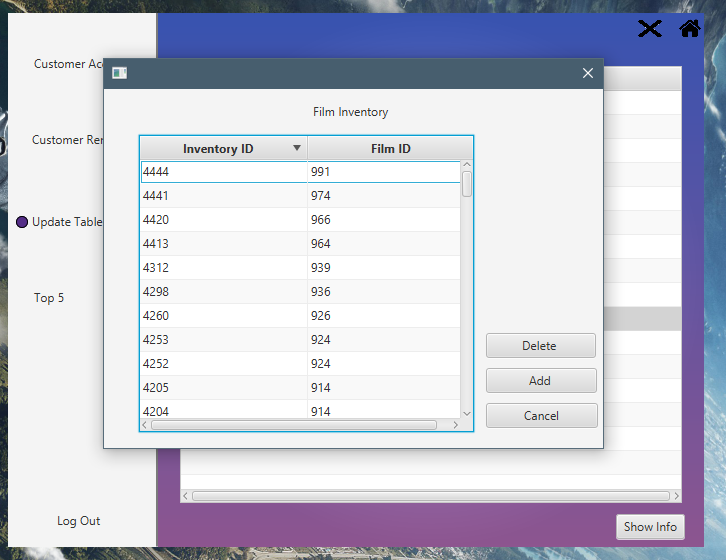 Customer Acc
Film Inventory
Inventory ID Film ID
Customer Ren
4444 991
4441 974
Update Table
4420 966
4413 964
4312 939
4298 936
Top 5
4260 926
4253 924
4252 924
Delete
4205 914
Add
4204 914
Cancel
Log Out
Show Info